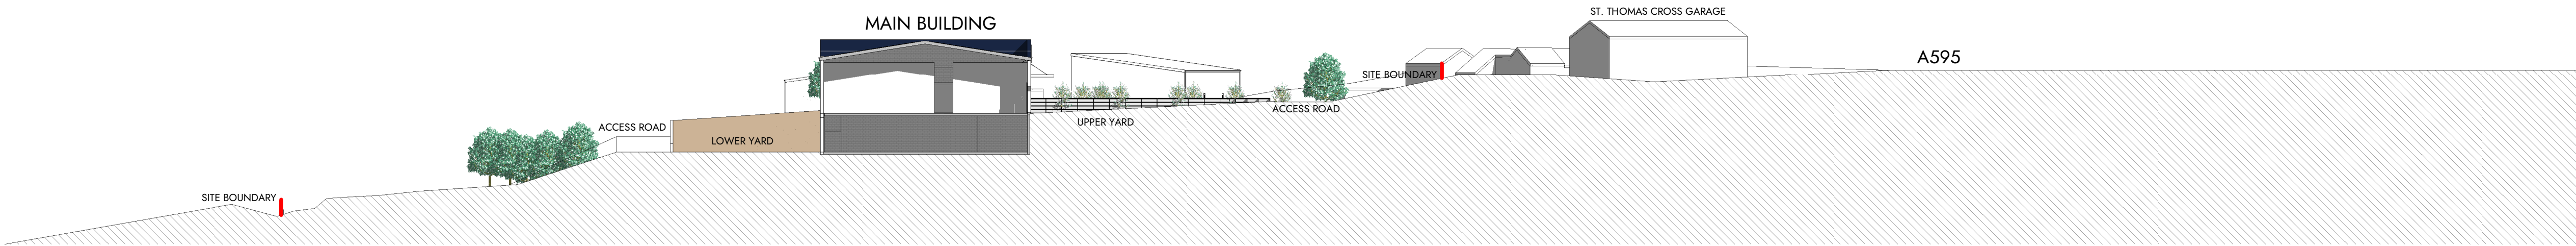 ST. THOMAS CROSS GARAGE
MAIN BUILDING
A595
SITE BOUNDARY
ACCESS ROAD
UPPER YARD
ACCESS ROAD
LOWER YARD
SITE BOUNDARY